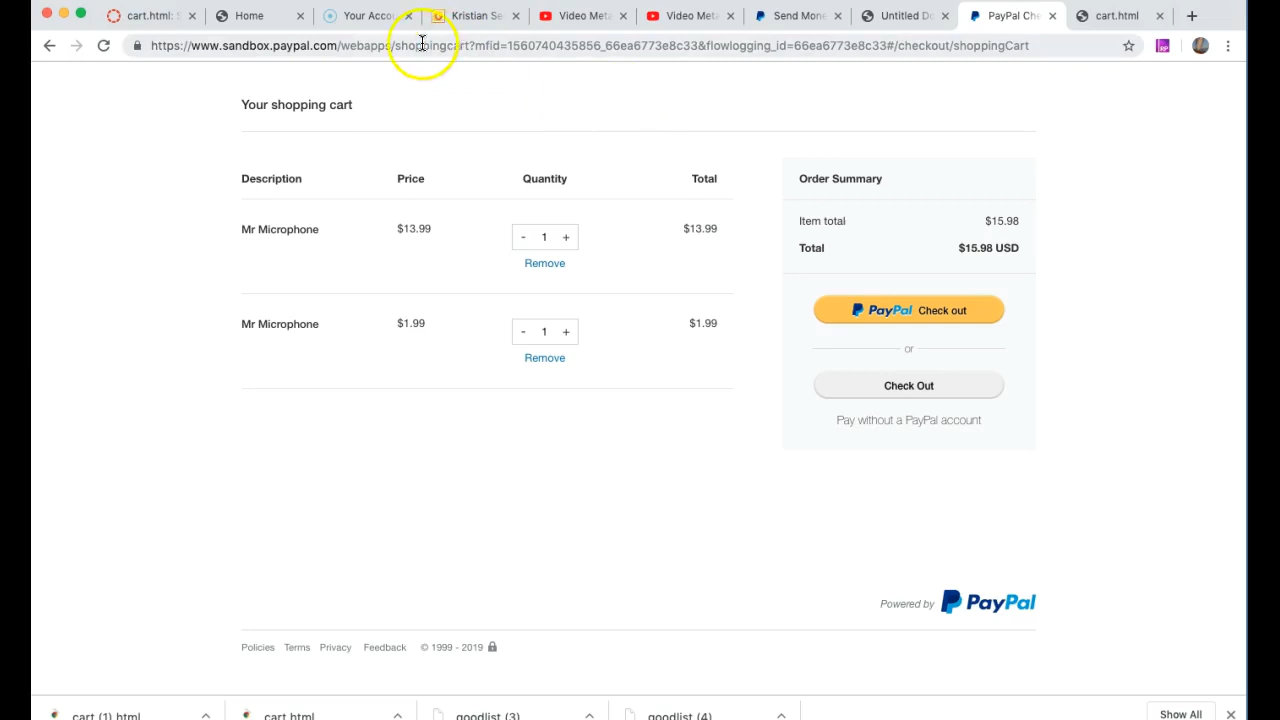 cart.html: S
Home
Your Accou
Kristian Se
Video Meta
Video Meta
Send Mone
Untitled Do
PayPal Che
cart.html
https://www.sandbox.paypal.com/webapps/shoppingcart?mfid=1560740435856_66ea6773e8c33&flowlogging_id=66ea6773e8c33#/checkout/shoppingCart
Your shopping cart
Description Price Quantity Total
Mr Microphone $13.99 - 1 + $13.99
Remove
Mr Microphone $1.99 - 1 + $1.99
Remove
Order Summary
Item total $15.98
Total $15.98 USD
PayPal Check out
or
Check Out
Pay without a PayPal account
Powered by PayPal
Policies Terms Privacy Feedback © 1999 - 2019
cart (1).html
cart.html
goodlist (3)
goodlist (4)
Show All